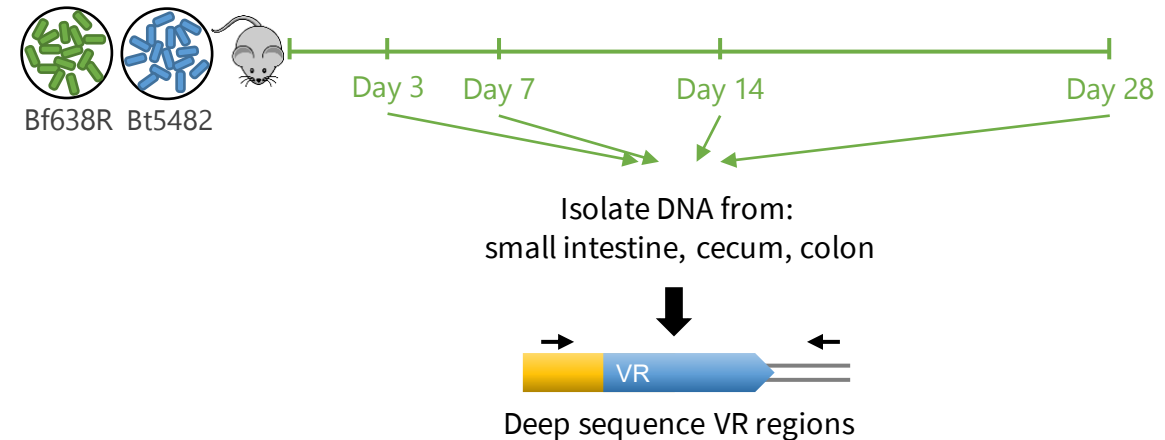 Bf638R Bt5482
Day 3 Day 7 Day 14 Day 28
Isolate DNA from:
small intestine, cecum, colon
VR
Deep sequence VR regions